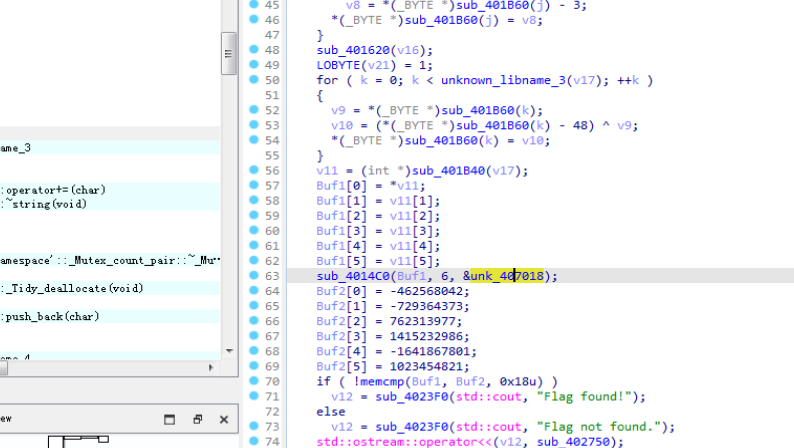 ame_3
:operator+=(char)
:~string(void)
amespace'::_Mutex_count_pair::~_Mu
:_Tidy_deallocate(void)
:push_back(char)
ame_4
ew
45 v8 = *(_BYTE *)sub_401B60(j) - 3;
46 *(_BYTE *)sub_401B60(j) = v8;
47 }
48 sub_401620(v16);
49 LOBYTE(v21) = 1;
50 for ( k = 0; k < unknown_libname_3(v17); ++k )
51 {
52 v9 = *(_BYTE *)sub_401B60(k);
53 v10 = (*(_BYTE *)sub_401B60(k) - 48) ^ v9;
54 *(_BYTE *)sub_401B60(k) = v10;
55 }
56 v11 = (int *)sub_401B40(v17);
57 Buf1[0] = *v11;
58 Buf1[1] = v11[1];
59 Buf1[2] = v11[2];
60 Buf1[3] = v11[3];
61 Buf1[4] = v11[4];
62 Buf1[5] = v11[5];
63 sub_4014C0(Buf1, 6, &unk_407018);
64 Buf2[0] = -462568042;
65 Buf2[1] = -729364373;
66 Buf2[2] = 762313977;
67 Buf2[3] = 1415232986;
68 Buf2[4] = -1641867801;
69 Buf2[5] = 1023454821;
70 if ( !memcmp(Buf1, Buf2, 0x18u) )
71 v12 = sub_4023F0(std::cout, "Flag found!");
72 else
73 v12 = sub_4023F0(std::cout, "Flag not found.");
74 std::ostream::operator<<(v12, sub_402750);